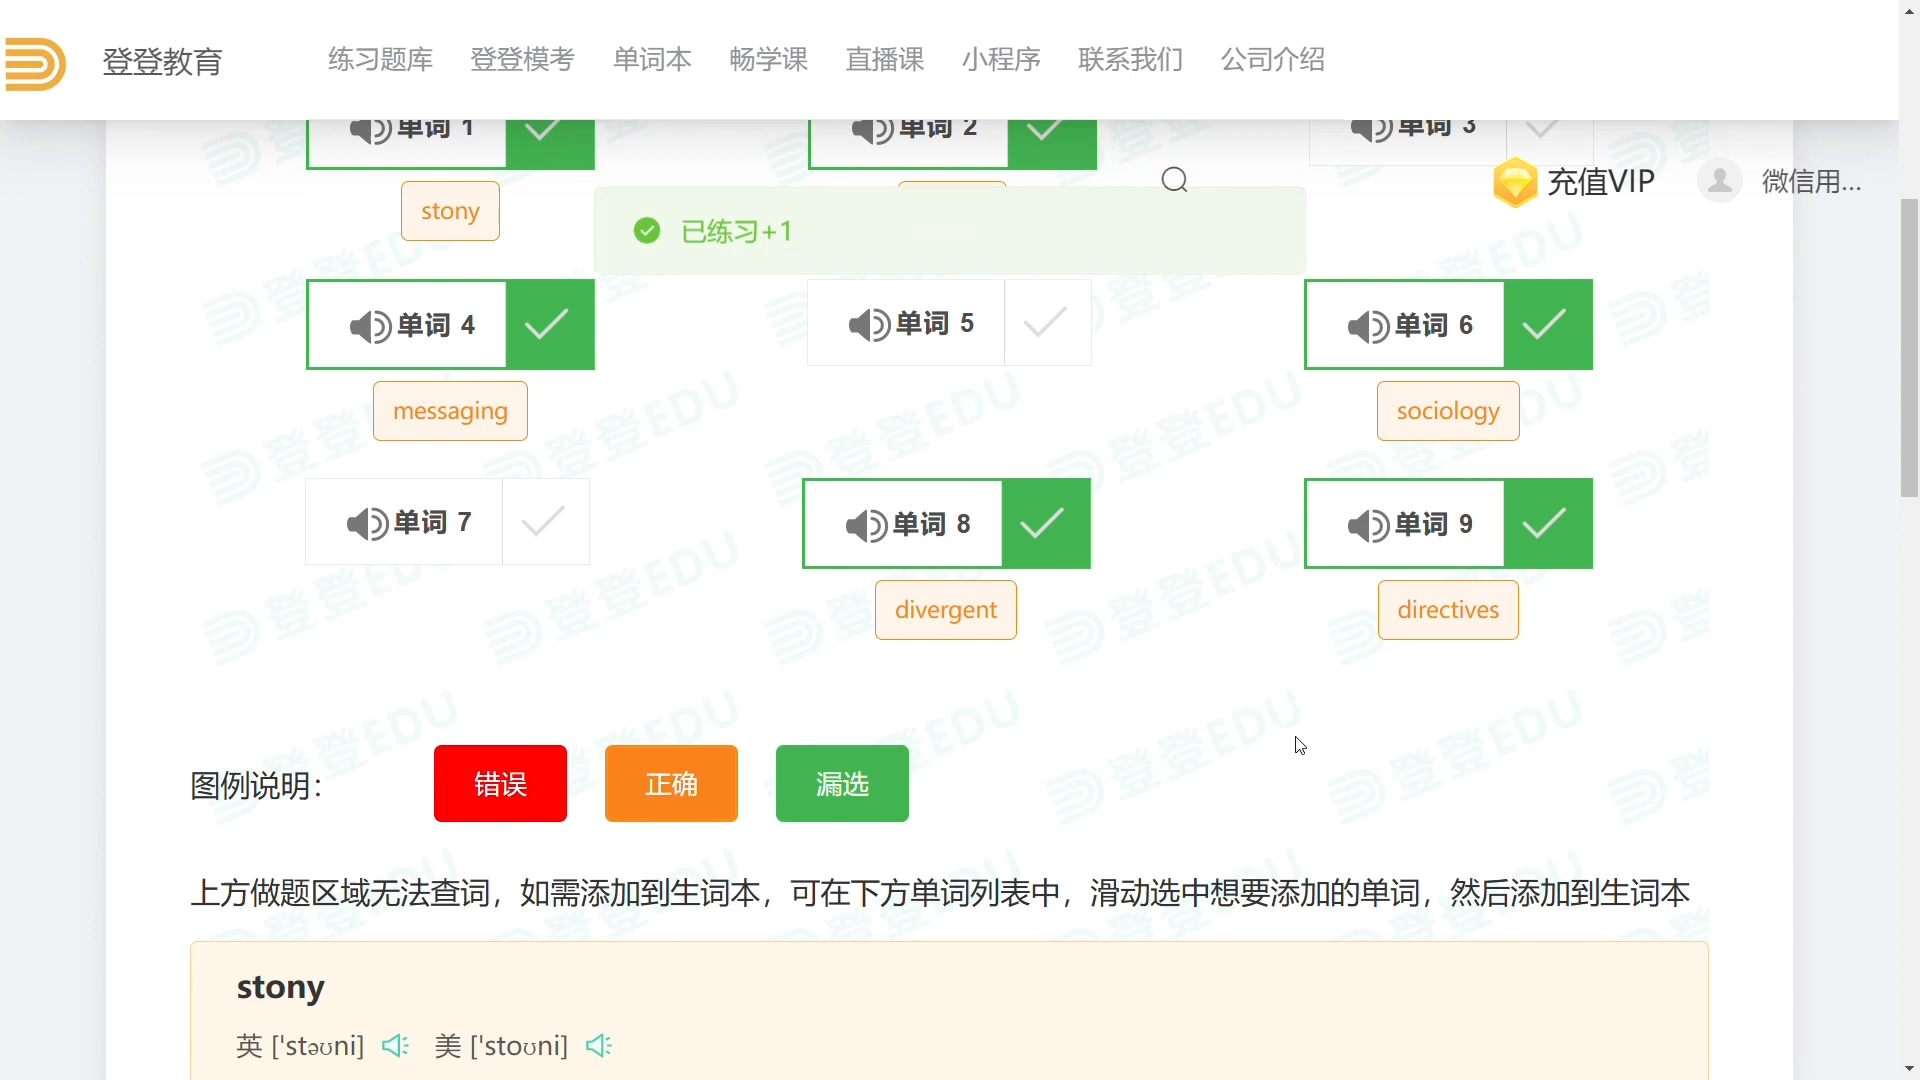 登登教育
练习题库 登登模考 单词本 畅学课 直播课 小程序 联系我们 公司介绍
单词 1 单词 2 单词 3
充值VIP 微信用...
stony
已练习+1
单词 4 单词 5 单词 6
messaging sociology
单词 7 单词 8 单词 9
divergent directives
图例说明： 错误 正确 漏选
上方做题区域无法查词，如需添加到生词本，可在下方单词列表中，滑动选中想要添加的单词，然后添加到生词本
stony
英 ['stəʊni] 美 ['stoʊni]
登登EDU